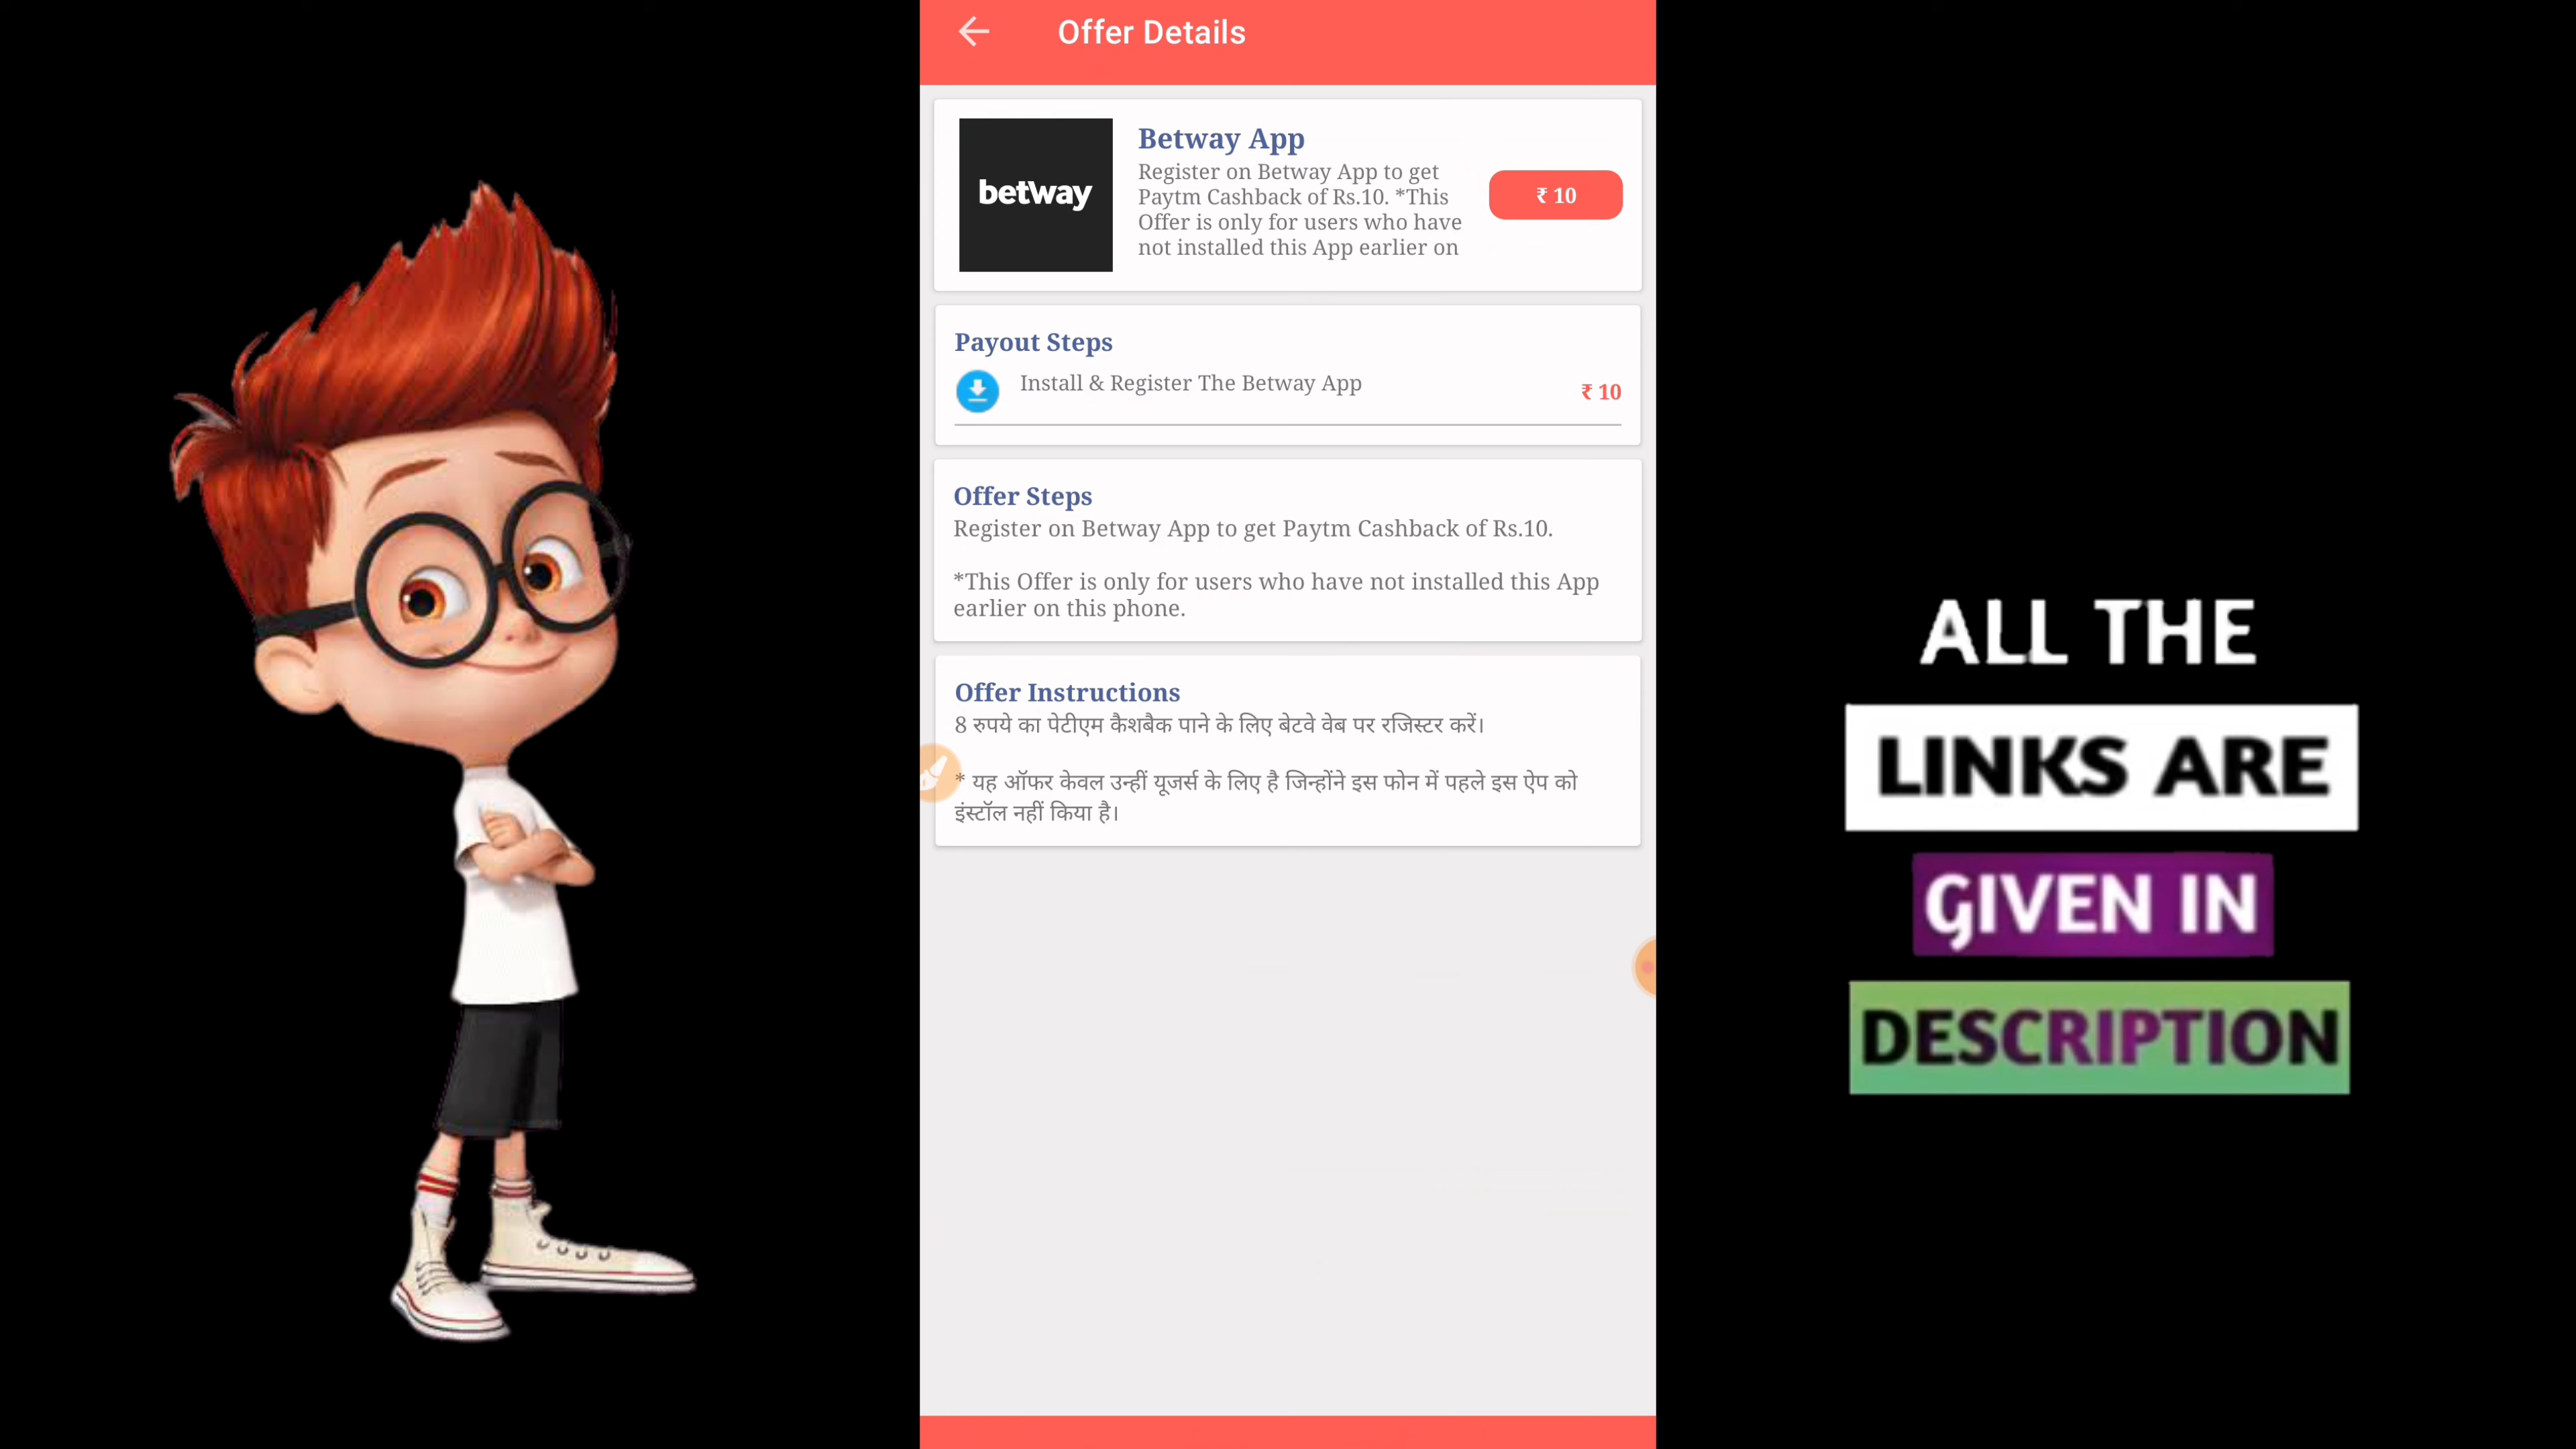 Offer Details
betway
Betway App
Register on Betway App to get
Paytm Cashback of Rs.10. *This
Offer is only for users who have
not installed this App earlier on
₹ 10
Payout Steps
Install & Register The Betway App
₹ 10
Offer Steps
Register on Betway App to get Paytm Cashback of Rs.10.
*This Offer is only for users who have not installed this App
earlier on this phone.
Offer Instructions
8 रुपये का पेटीएम कैशबैक पाने के लिए बेटवे वेब पर रजिस्टर करें।
* यह ऑफर केवल उन्हीं यूजर्स के लिए है जिन्होंने इस फोन में पहले इस ऐप को
इंस्टॉल नहीं किया है।
ALL THE
LINKS ARE
GIVEN IN
DESCRIPTION